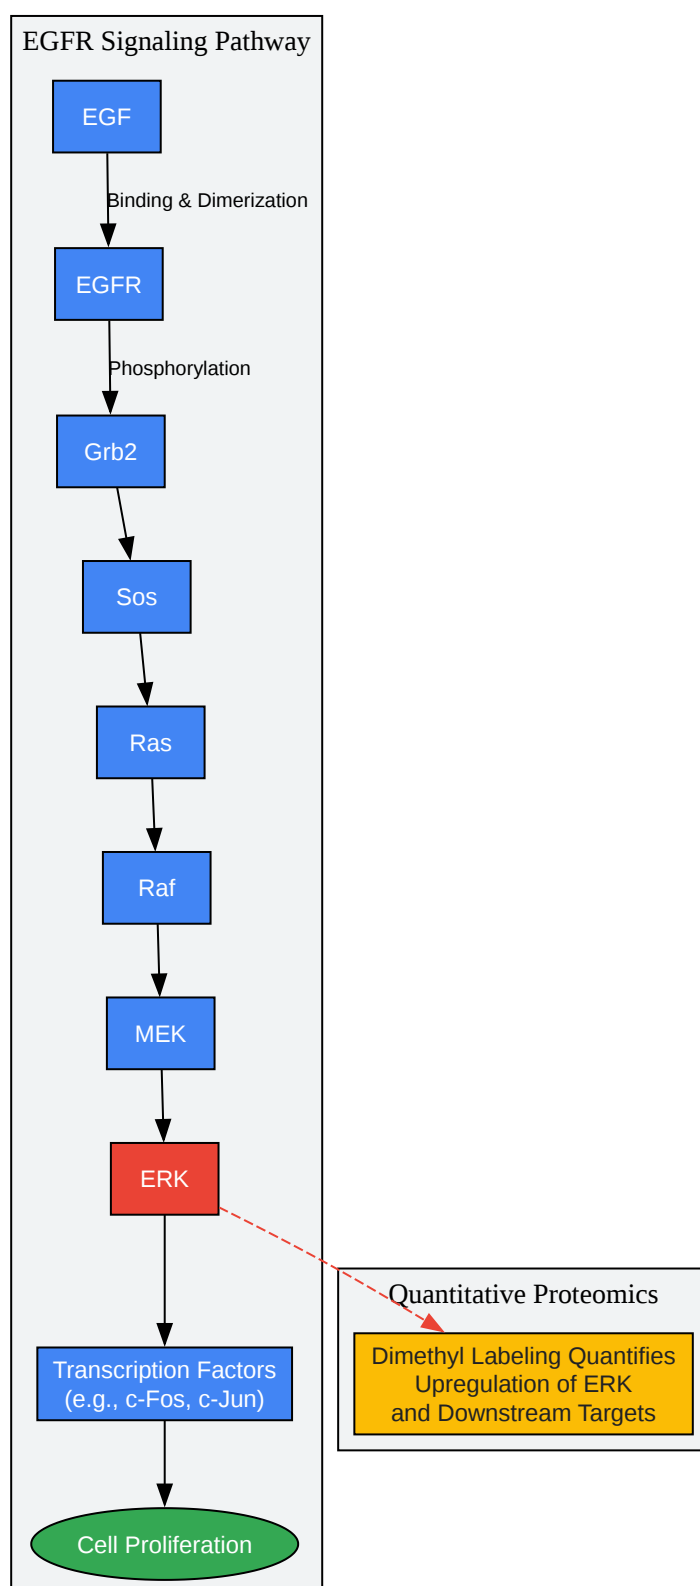 EGFR Signaling Pathway
EGF
Binding & Dimerization
EGFR
Phosphorylation
Grb2
Sos
Ras
Raf
MEK
ERK
Quantitative Proteomics
Dimethyl Labeling Quantifies
Upregulation of ERK
and Downstream Targets
Transcription Factors
(e.g., c-Fos, c-Jun)
Cell Proliferation